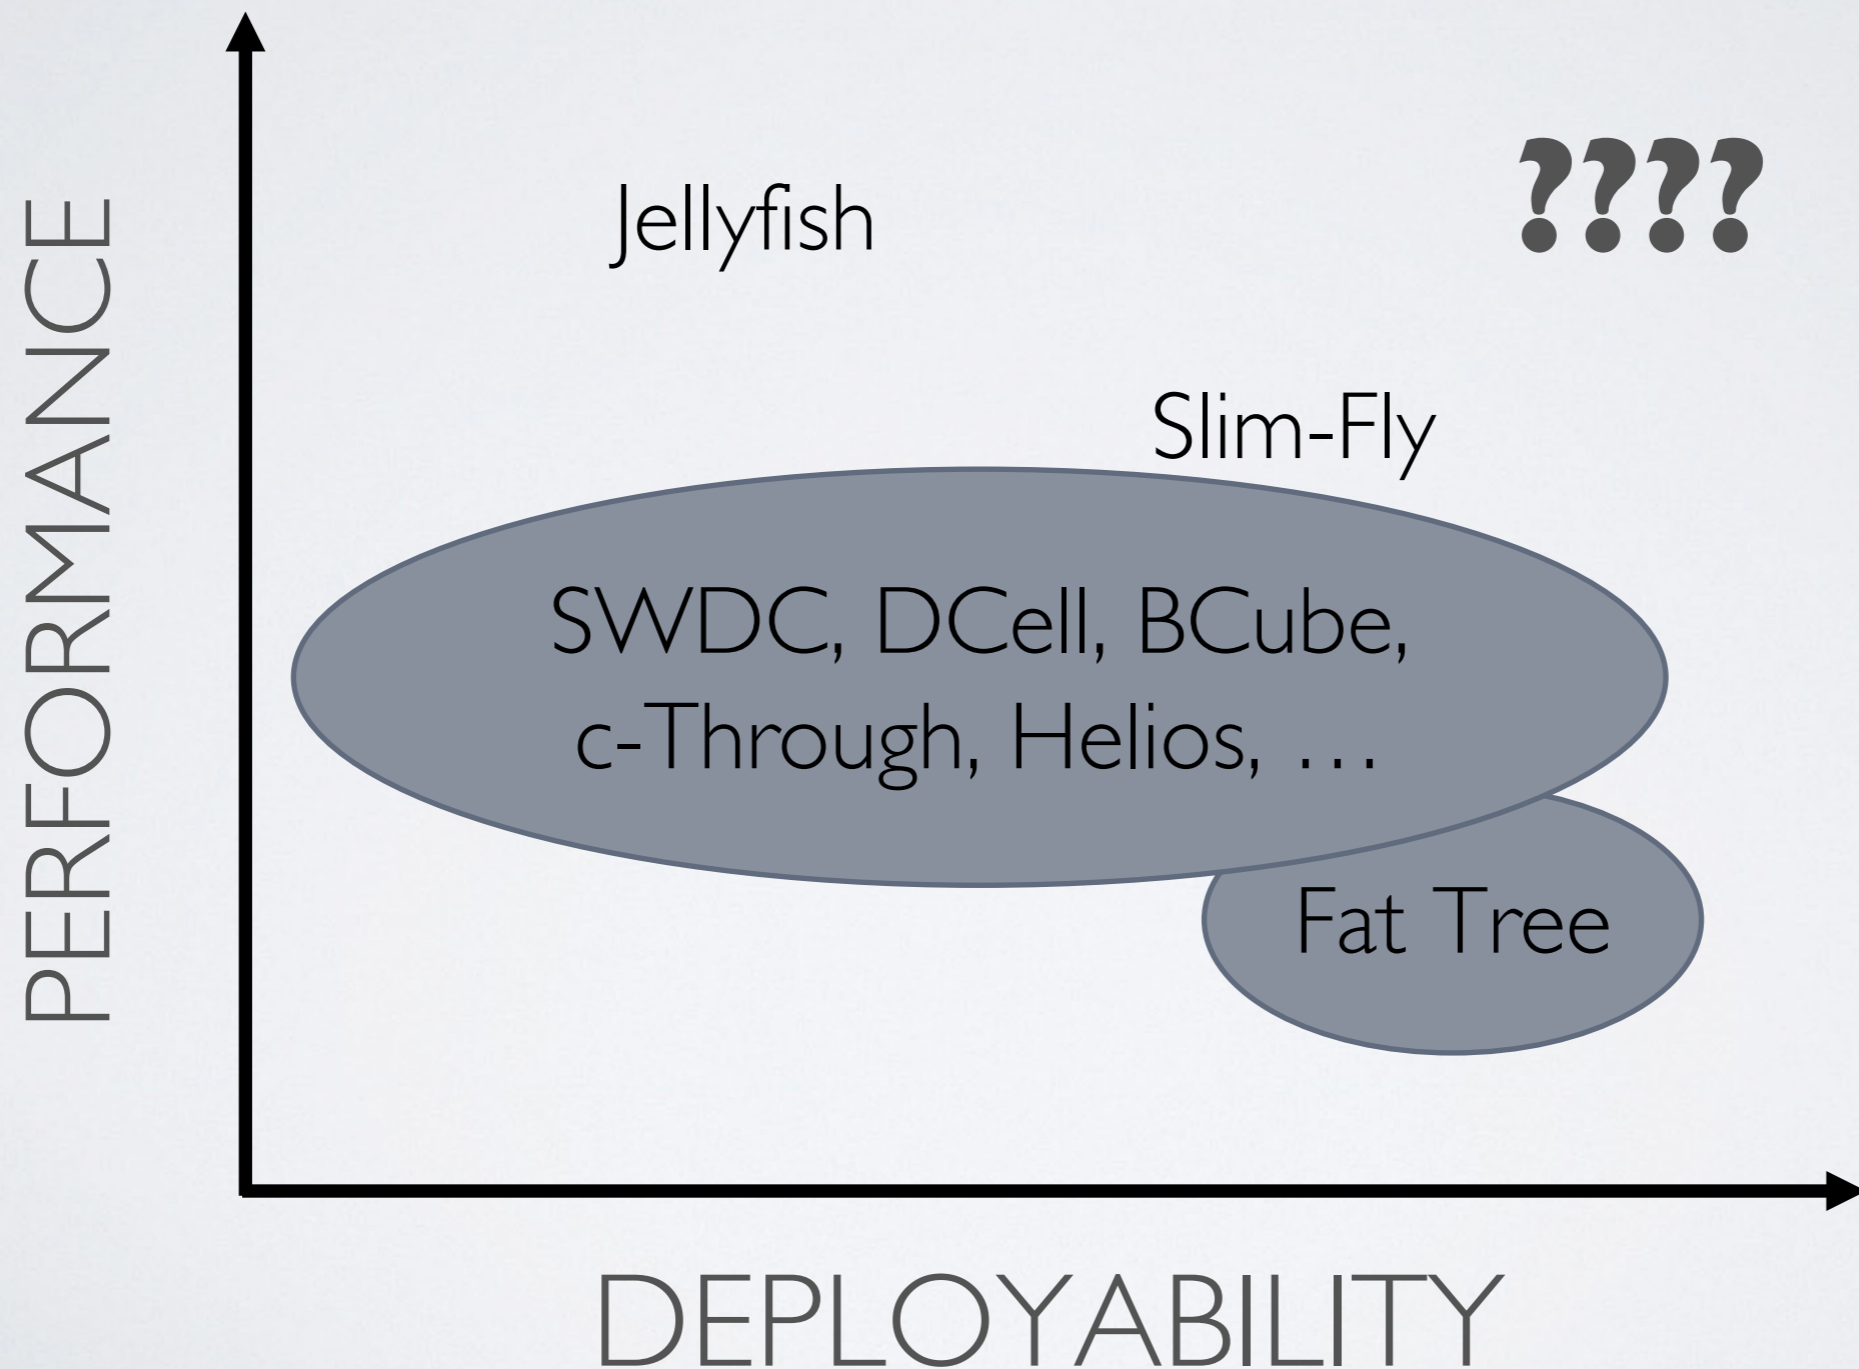 PERFORMANCE
Jellyfish
????
Slim-Fly
SWDC, DCell, BCube,
c-Through, Helios, …
Fat Tree
DEPLOYABILITY